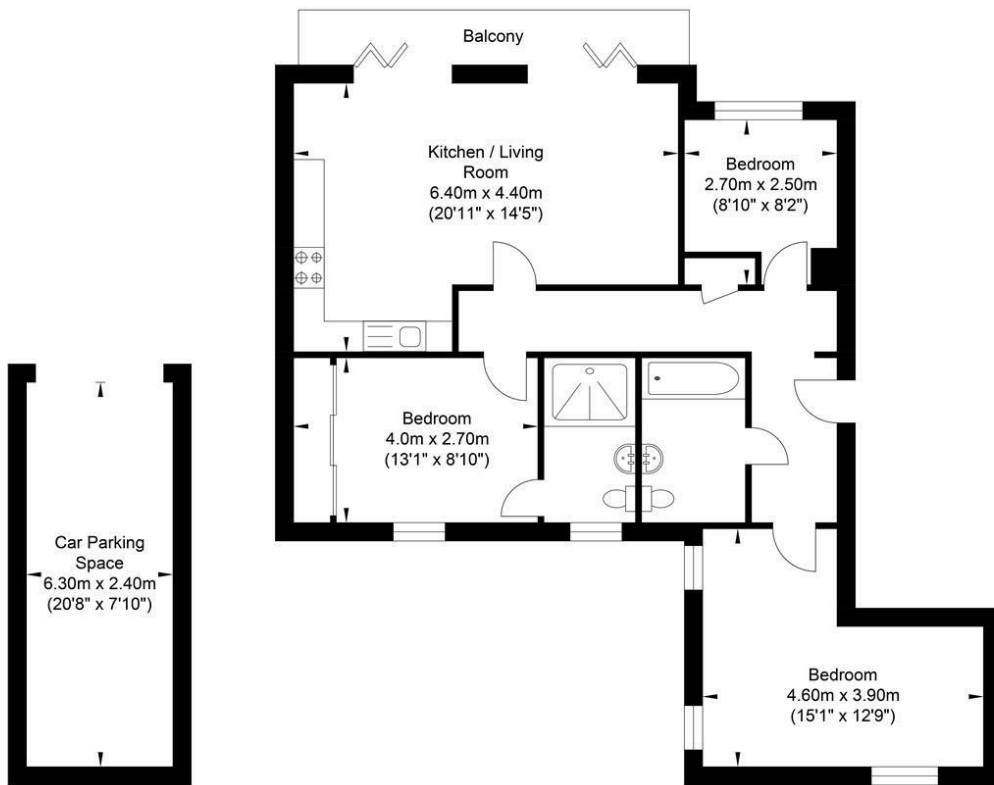 Balcony
Kitchen / Living
Room
6.40m x 4.40m
(20'11" x 14'5")
Bedroom
2.70m x 2.50m
(8'10" x 8'2")
Bedroom
4.0m x 2.70m
(13'1" x 8'10")
Car Parking
Space
6.30m x 2.40m
(20'8" x 7'10")
Bedroom
4.60m x 3.90m
(15'1" x 12'9")